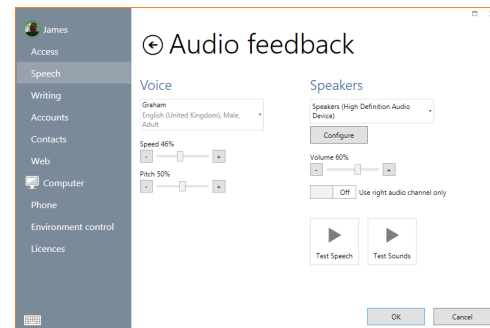 James
Access
Speech
Writing
Accounts
Contacts
Web
Computer
Phone
Environment control
Licences
Audio feedback
Voice
Graham
English (United Kingdom), Male,
Adult
Speed 46%
-
+
Pitch 50%
-
+
Speakers
Speakers (High Definition Audio
Device)
Configure
Volume 60%
-
+
Off
Use right audio channel only
Test Speech
Test Sounds
OK
Cancel